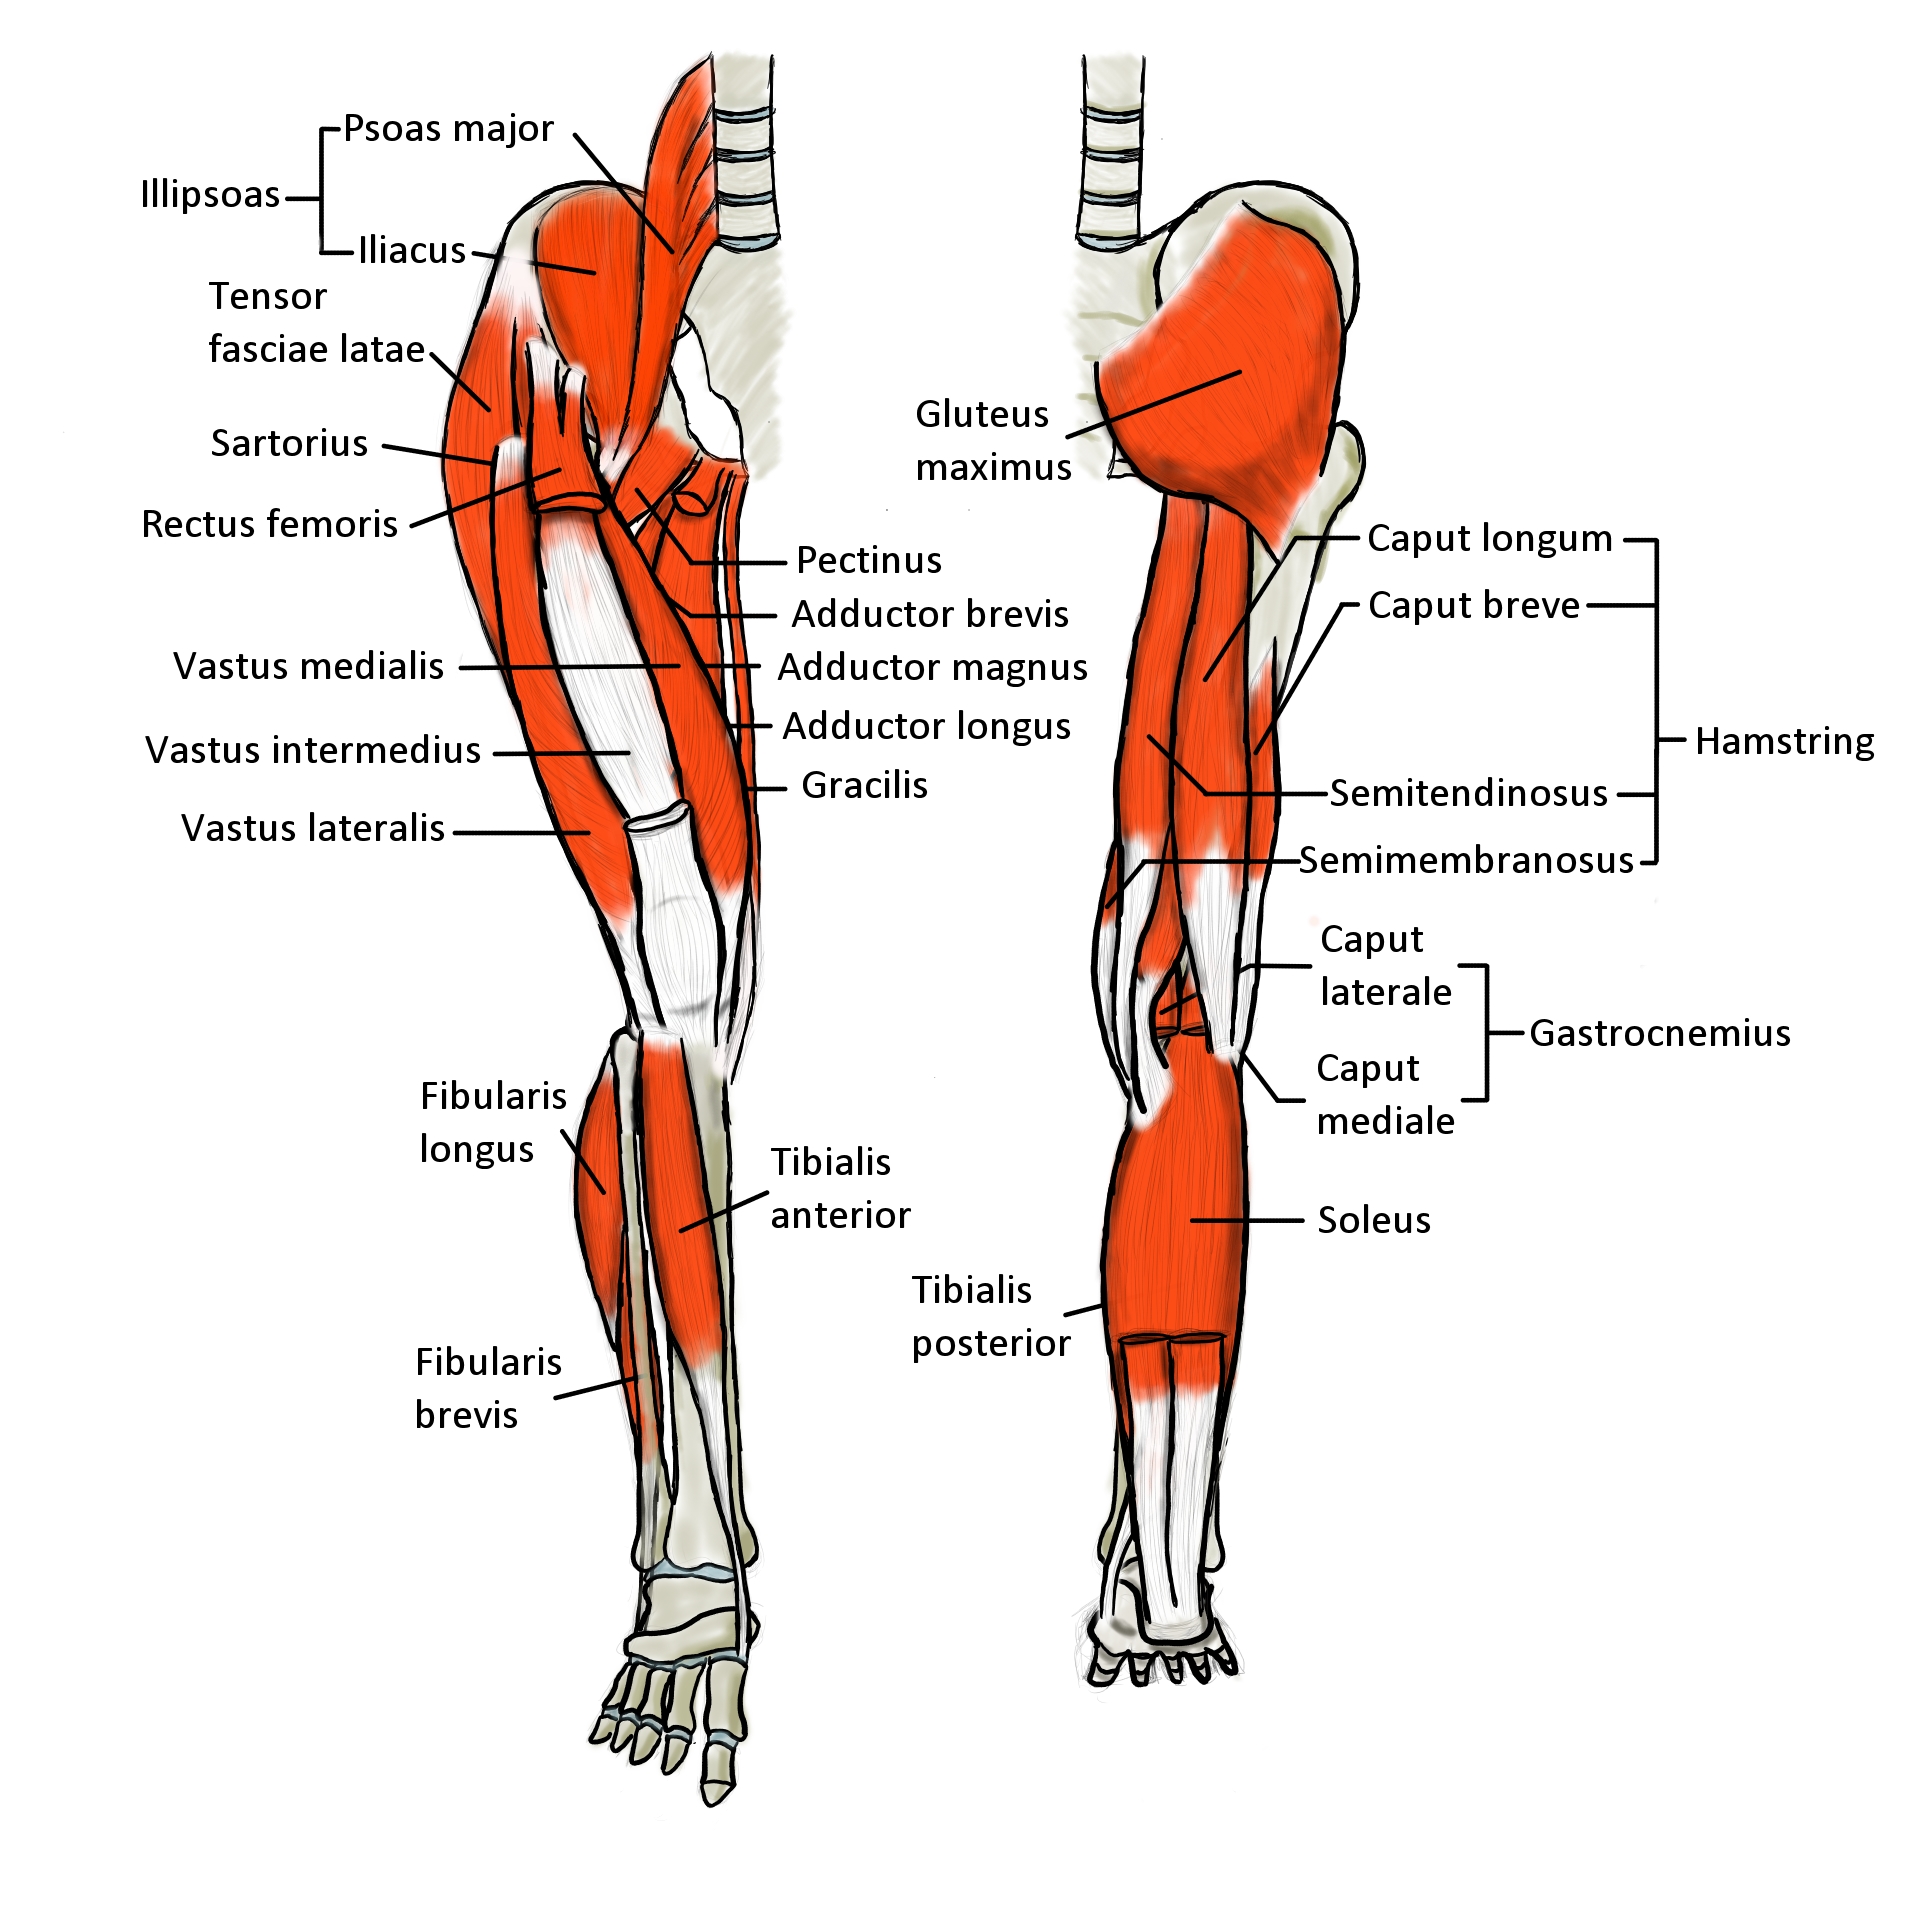 Psoas major
Illipsoas
Iliacus
Tensor
fasciae latae
Sartorius
Rectus femoris
Vastus medialis
Vastus intermedius
Vastus lateralis
Pectinus
Adductor brevis
Adductor magnus
Adductor longus
Gracilis
Fibularis
longus
Tibialis
anterior
Fibularis
brevis
Gluteus
maximus
Caput longum
Caput breve
Hamstring
Semitendinosus
Semimembranosus
Caput
laterale
Gastrocnemius
Caput
mediale
Soleus
Tibialis
posterior